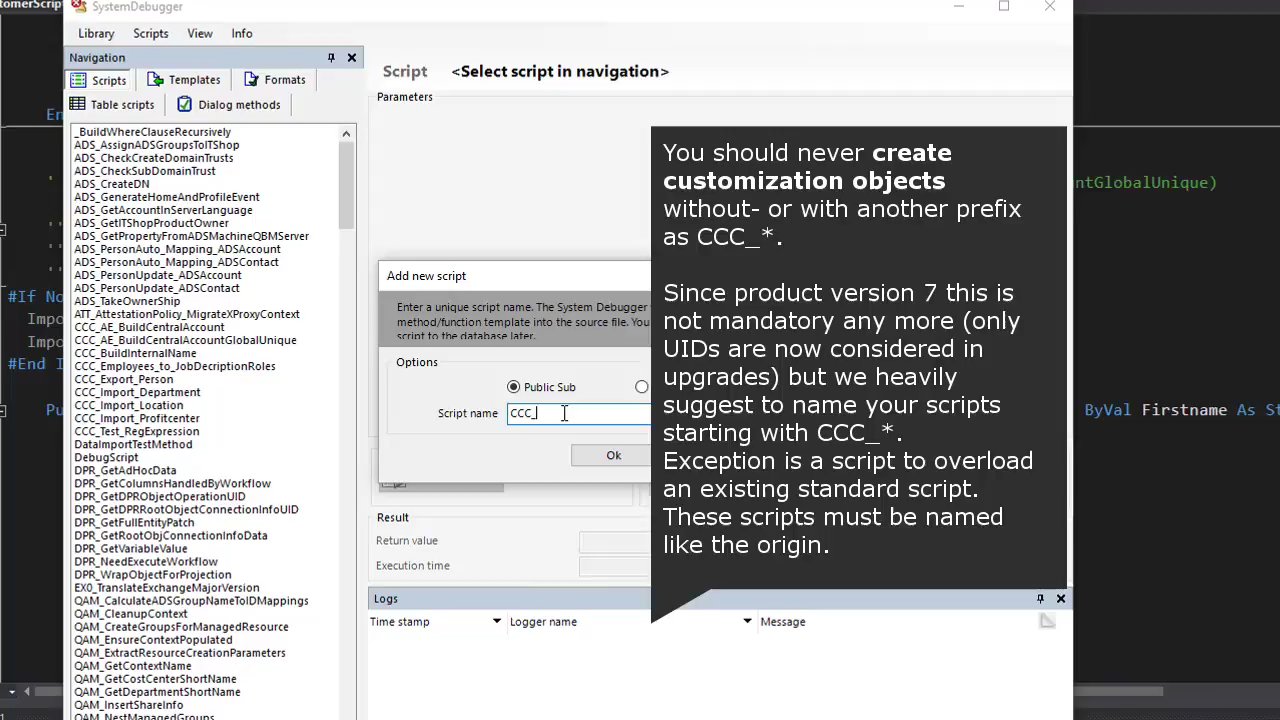 tomerScrip
SystemDebugger
Library Scripts View Info
Navigation
Scripts Templates Formats
Table scripts Dialog methods
_BuildWhereClauseRecursively
ADS_AssignADSGroupsToITShop
ADS_CheckCreateDomainTrusts
ADS_CheckSubDomainTrust
ADS_CreateDN
ADS_GenerateHomeAndProfileEvent
ADS_GetAccountInServerLanguage
ADS_GetITShopProductOwner
ADS_GetPropertyFromADSMachineQBMServer
ADS_PersonAuto_Mapping_ADSAccount
ADS_PersonAuto_Mapping_ADSContact
ADS_PersonUpdate_ADSAccount
ADS_PersonUpdate_ADSContact
ADS_TakeOwnerShip
ATT_AttestationPolicy_MigrateXProxyContext
CCC_AE_BuildCentralAccount
CCC_AE_BuildCentralAccountGlobalUnique
CCC_BuildInternalName
CCC_Employees_to_JobDecriptionRoles
CCC_Export_Person
CCC_Import_Department
CCC_Import_Location
CCC_Import_Profitcenter
CCC_Test_RegExpression
DataImportTestMethod
DebugScript
DPR_GetAdHocData
DPR_GetColumnsHandledByWorkflow
DPR_GetDPRObjectOperationUID
DPR_GetDPRRootObjectConnectionInfoUID
DPR_GetFullEntityPatch
DPR_GetRootObjConnectionInfoData
DPR_GetVariableValue
DPR_NeedExecuteWorkflow
DPR_WrapObjectForProjection
EX0_TranslateExchangeMajorVersion
QAM_CalculateADSGroupNameToIDMappings
QAM_CleanupContext
QAM_CreateGroupsForManagedResource
QAM_EnsureContextPopulated
QAM_ExtractResourceCreationParameters
QAM_GetContextName
QAM_GetCostCenterShortName
QAM_GetDepartmentShortName
QAM_InsertShareInfo
QAM_NestManagedGroups
En
#If No
Impo
Impo
#End I
Pu
Script <Select script in navigation>
Parameters
Add new script
Enter a unique script name. The System Debugger
method/function template into the source file. You
script to the database later.
Options
Public Sub
Script name CCC_
Ok
Result
Return value
Execution time
Logs
Time stamp Logger name Message
You should never create
customization objects
without- or with another prefix
as CCC_*.
Since product version 7 this is
not mandatory any more (only
UIDs are now considered in
upgrades) but we heavily
suggest to name your scripts
starting with CCC_*.
Exception is a script to overload
an existing standard script.
These scripts must be named
like the origin.
ntGlobalUnique)
ByVal Firstname As St